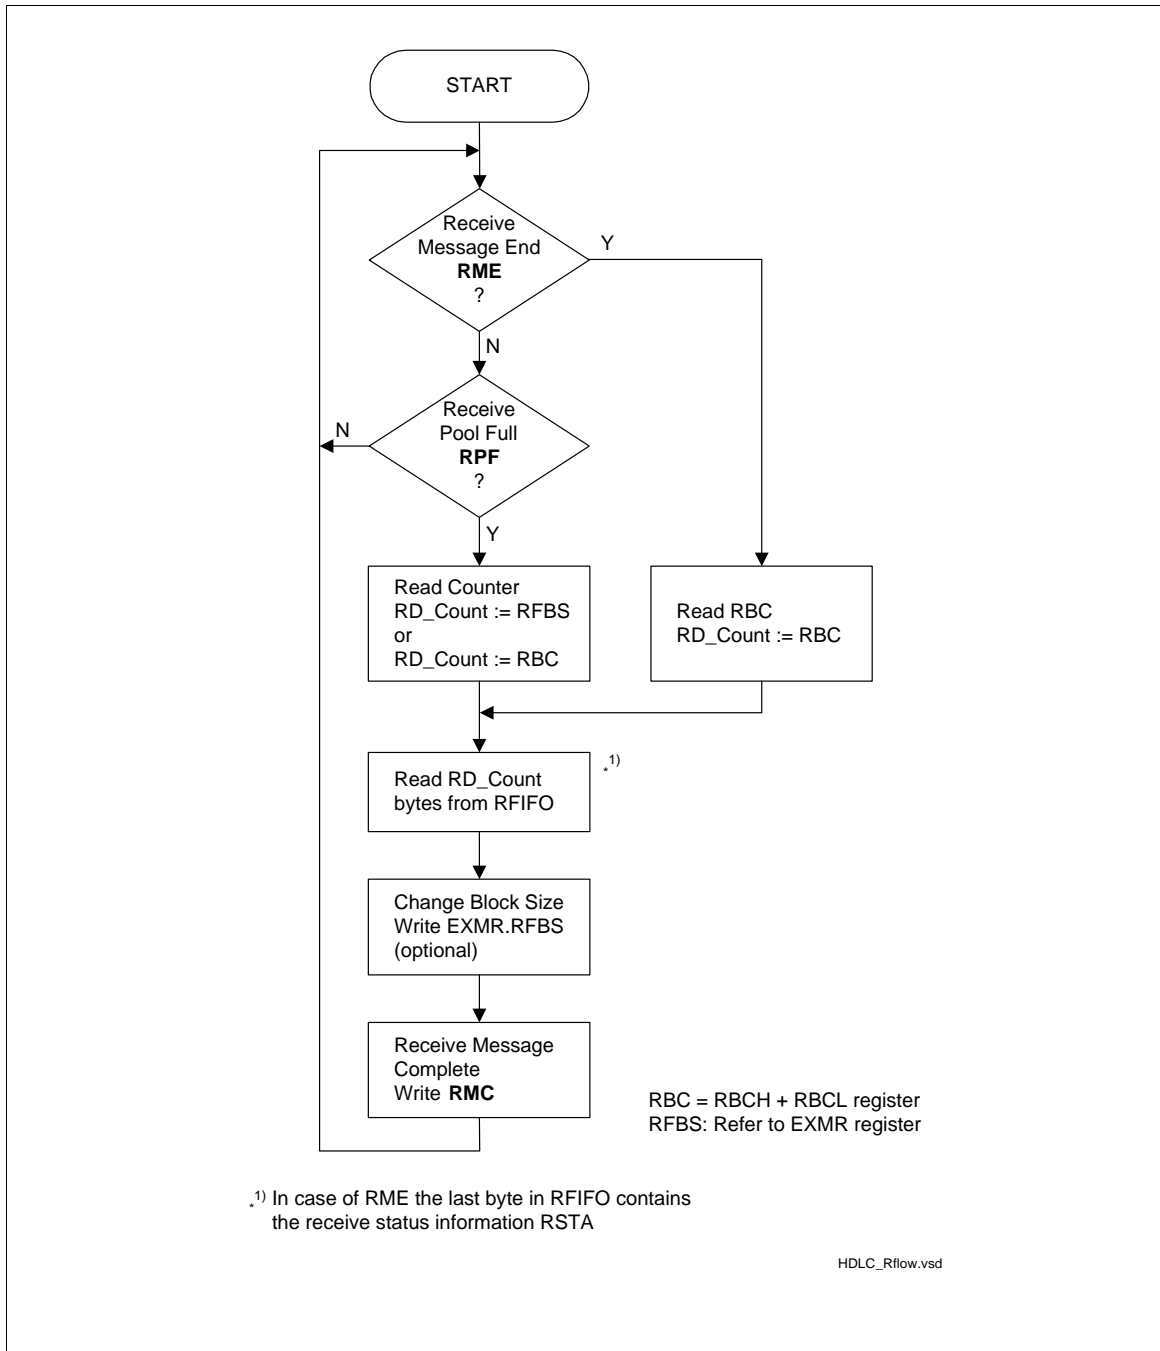 START
Receive
Message End
RME
?
Y
N
Receive
Pool Full
RPF
?
N
Y
Read Counter
RD_Count := RFBS
or
RD_Count := RBC
Read RBC
RD_Count := RBC
Read RD_Count
bytes from RFIFO
*1)
Change Block Size
Write EXMR.RFBS
(optional)
Receive Message
Complete
Write RMC
RBC = RBCH + RBCL register
RFBS: Refer to EXMR register
*1) In case of RME the last byte in RFIFO contains
the receive status information RSTA
HDLC_Rflow.vsd